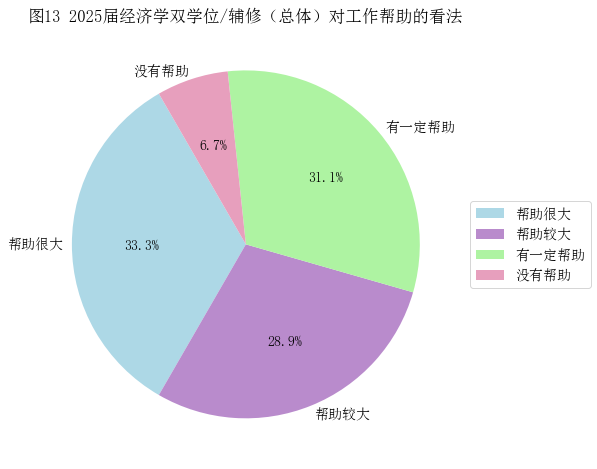 图13 2025届经济学双学位/辅修（总体）对工作帮助的看法
没有帮助
有一定帮助
6.7%
31.1%
帮助很大
33.3%
28.9%
帮助较大
帮助很大
帮助较大
有一定帮助
没有帮助